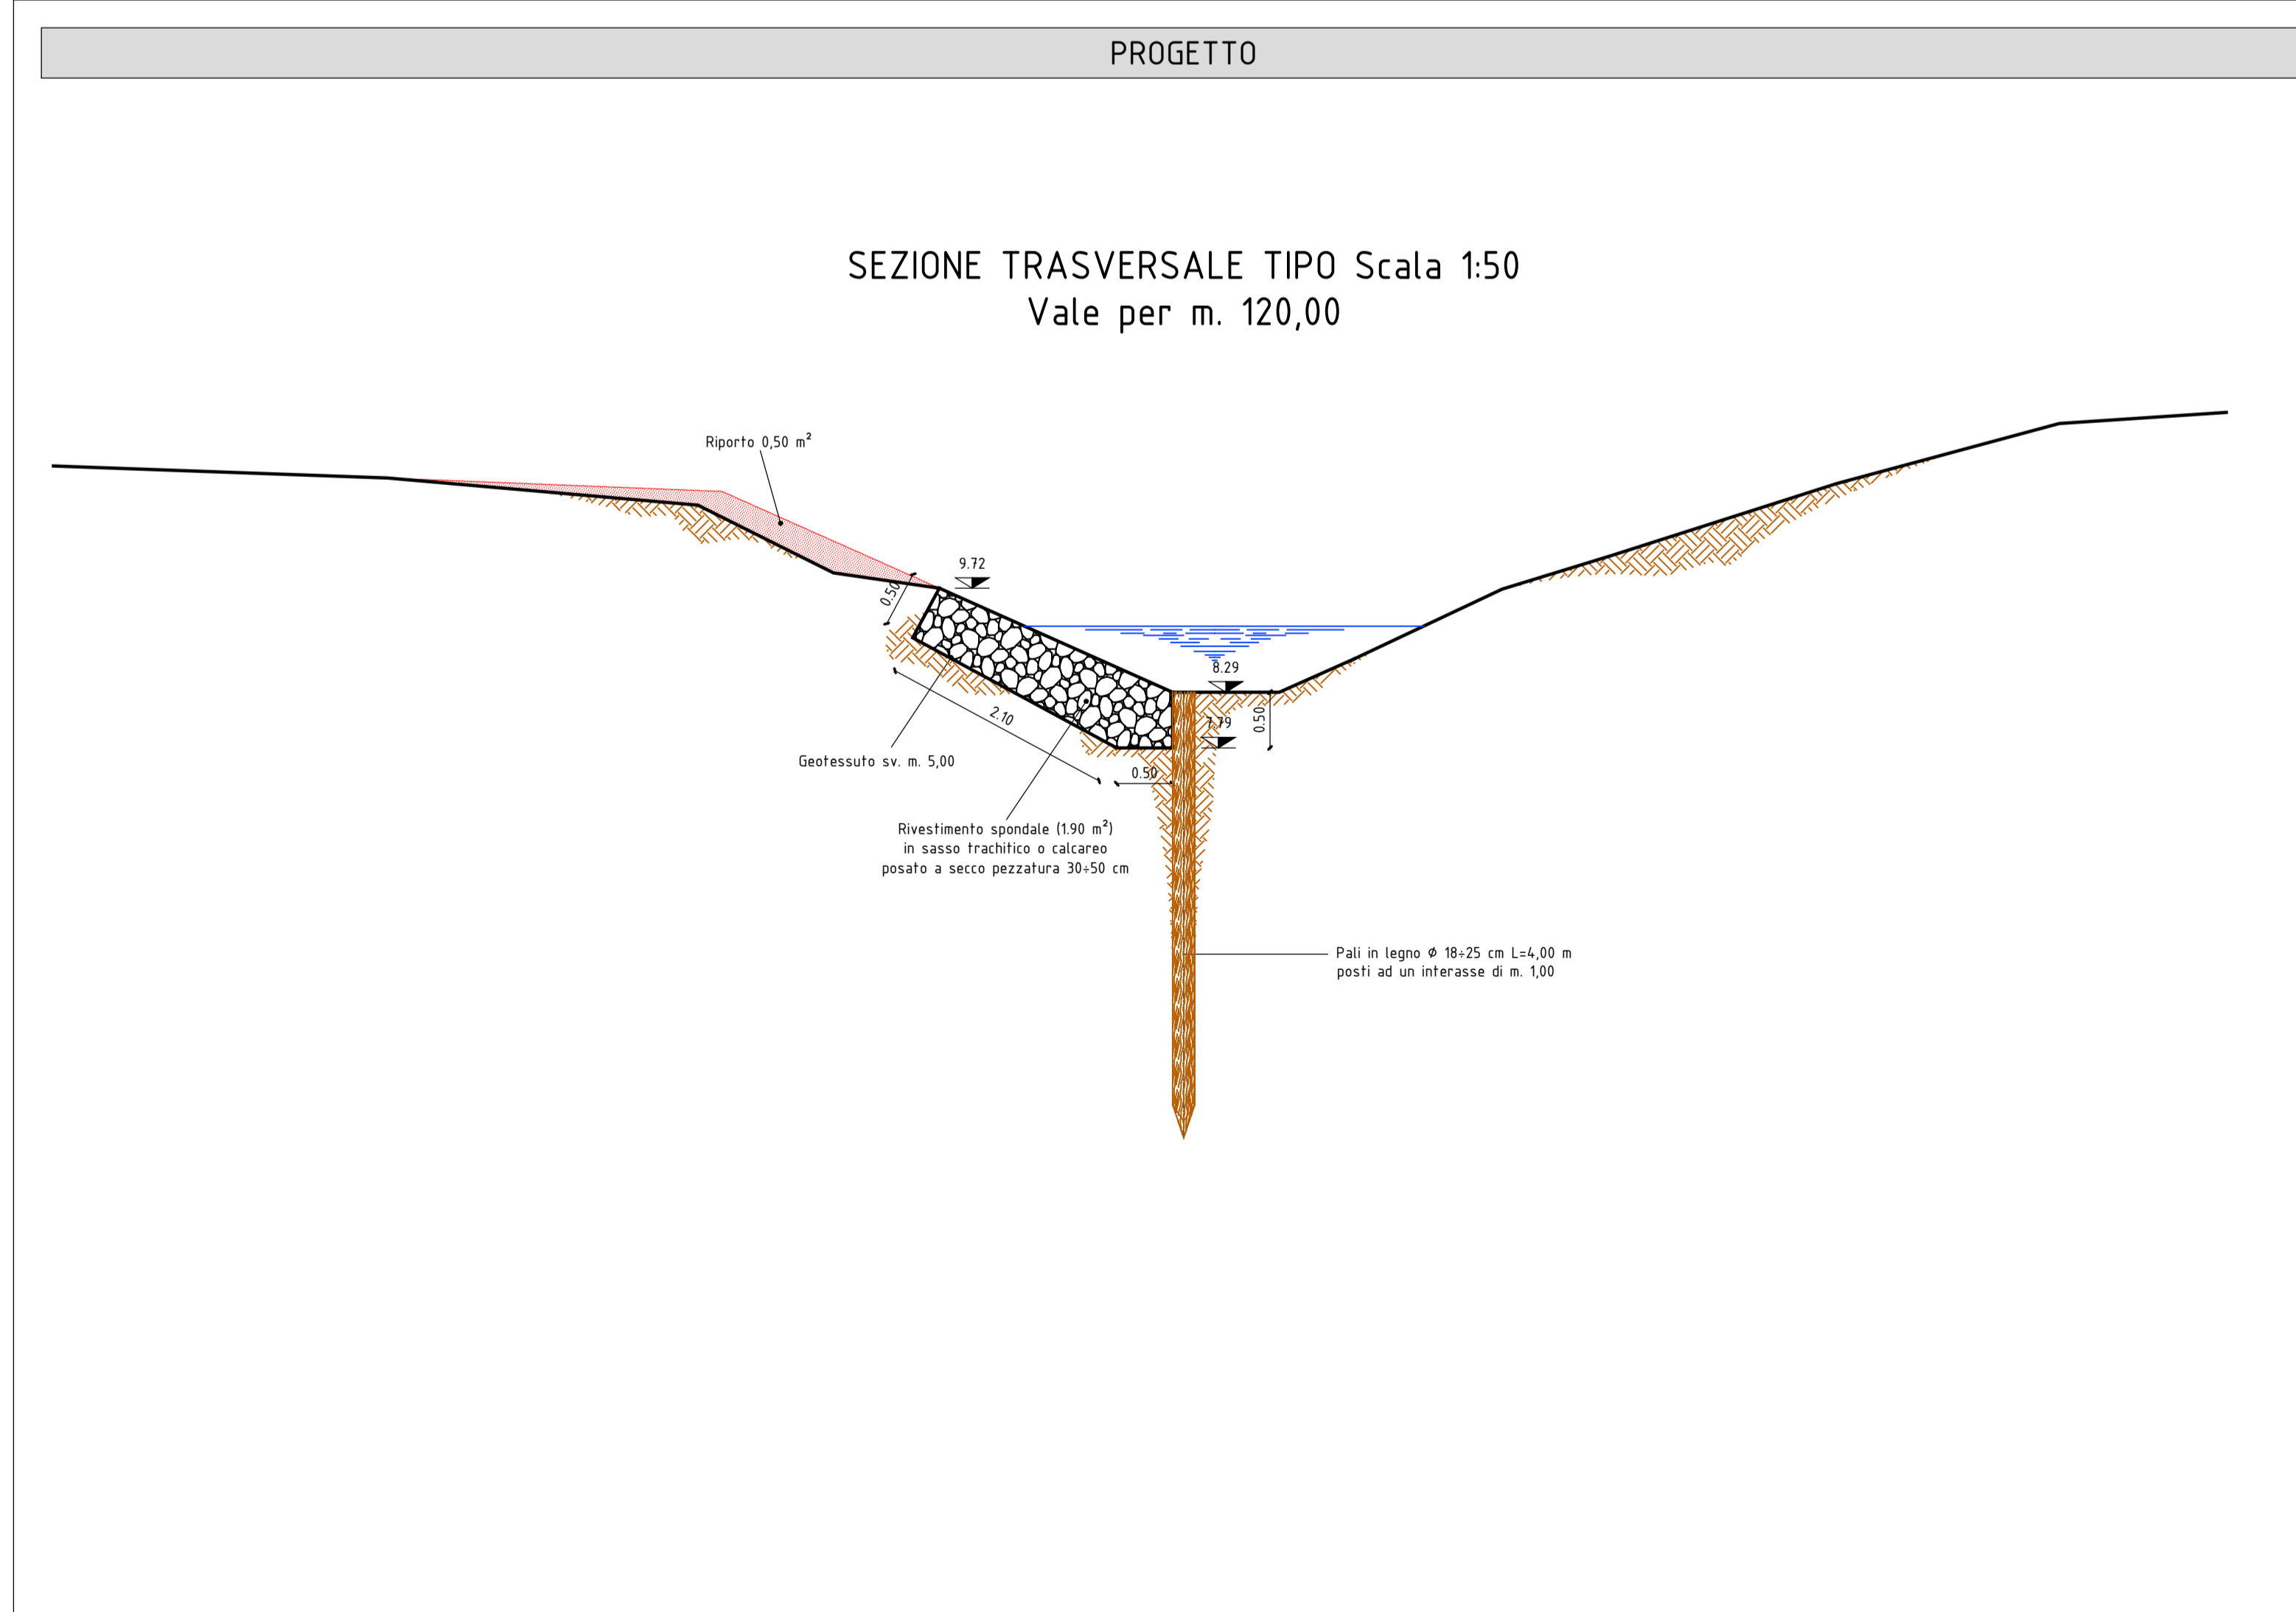 PROGETTO
SEZIONE TRASVERSALE TIPO Scala 1:50
Vale per m. 120,00
Riporto 0,50 m²
9.72
0.50
8.29
7.79
0.50
2.10
0.50
Geotessuto sv. m. 5,00
Rivestimento spondale (1.90 m²)
in sasso trachitico o calcareo
posato a secco pezzatura 30÷50 cm
Pali in legno Ø 18÷25 cm L=4,00 m
posti ad un interasse di m. 1,00